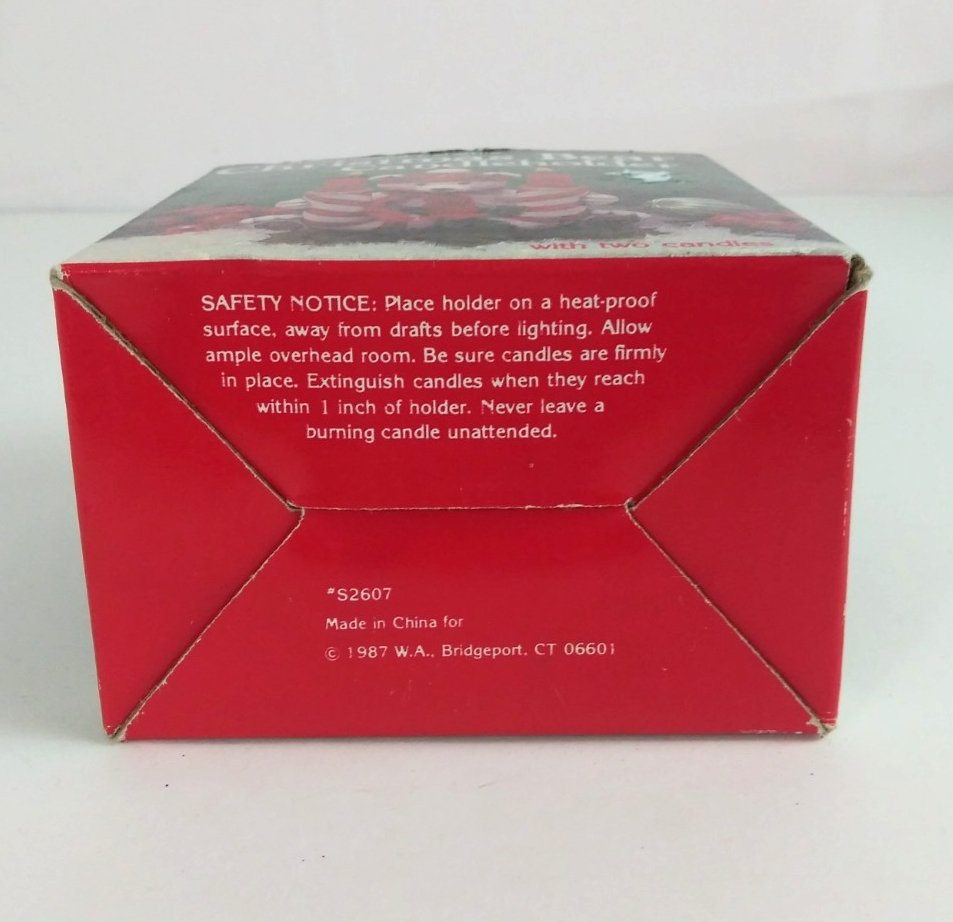 with two candles
SAFETY NOTICE: Place holder on a heat-proof
surface, away from drafts before lighting. Allow
ample overhead room. Be sure candles are firmly
in place. Extinguish candles when they reach
within 1 inch of holder. Never leave a
burning candle unattended.
#S2607
Made in China for
© 1987 W.A., Bridgeport, CT 06601